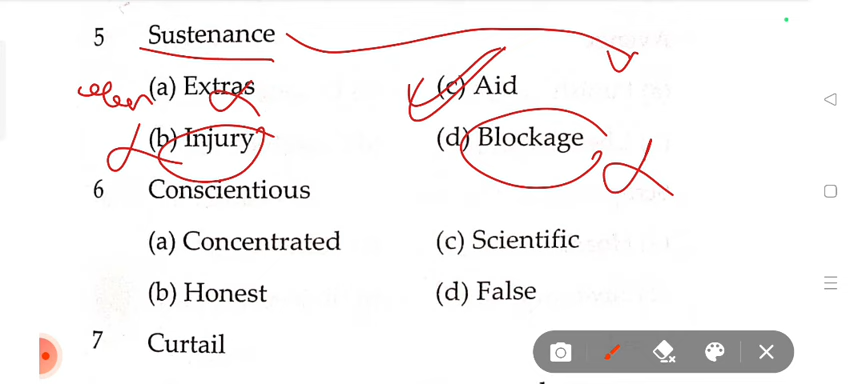 5 Sustenance
(a) Extras (c) Aid
(b) Injury (d) Blockage
6 Conscientious
(a) Concentrated (c) Scientific
(b) Honest (d) False
7 Curtail